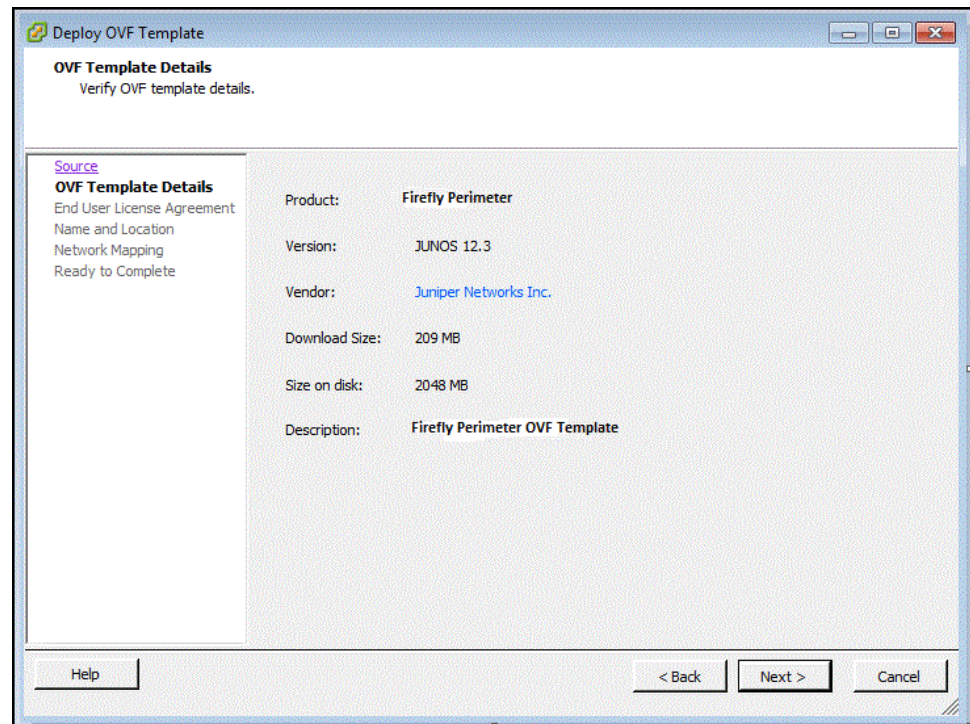 Deploy OVF Template
OVF Template Details
Verify OVF template details.
Source
OVF Template Details
End User License Agreement
Name and Location
Network Mapping
Ready to Complete
Product: Firefly Perimeter
Version: JUNOS 12.3
Vendor: Juniper Networks Inc.
Download Size: 209 MB
Size on disk: 2048 MB
Description: Firefly Perimeter OVF Template
Help < Back Next > Cancel